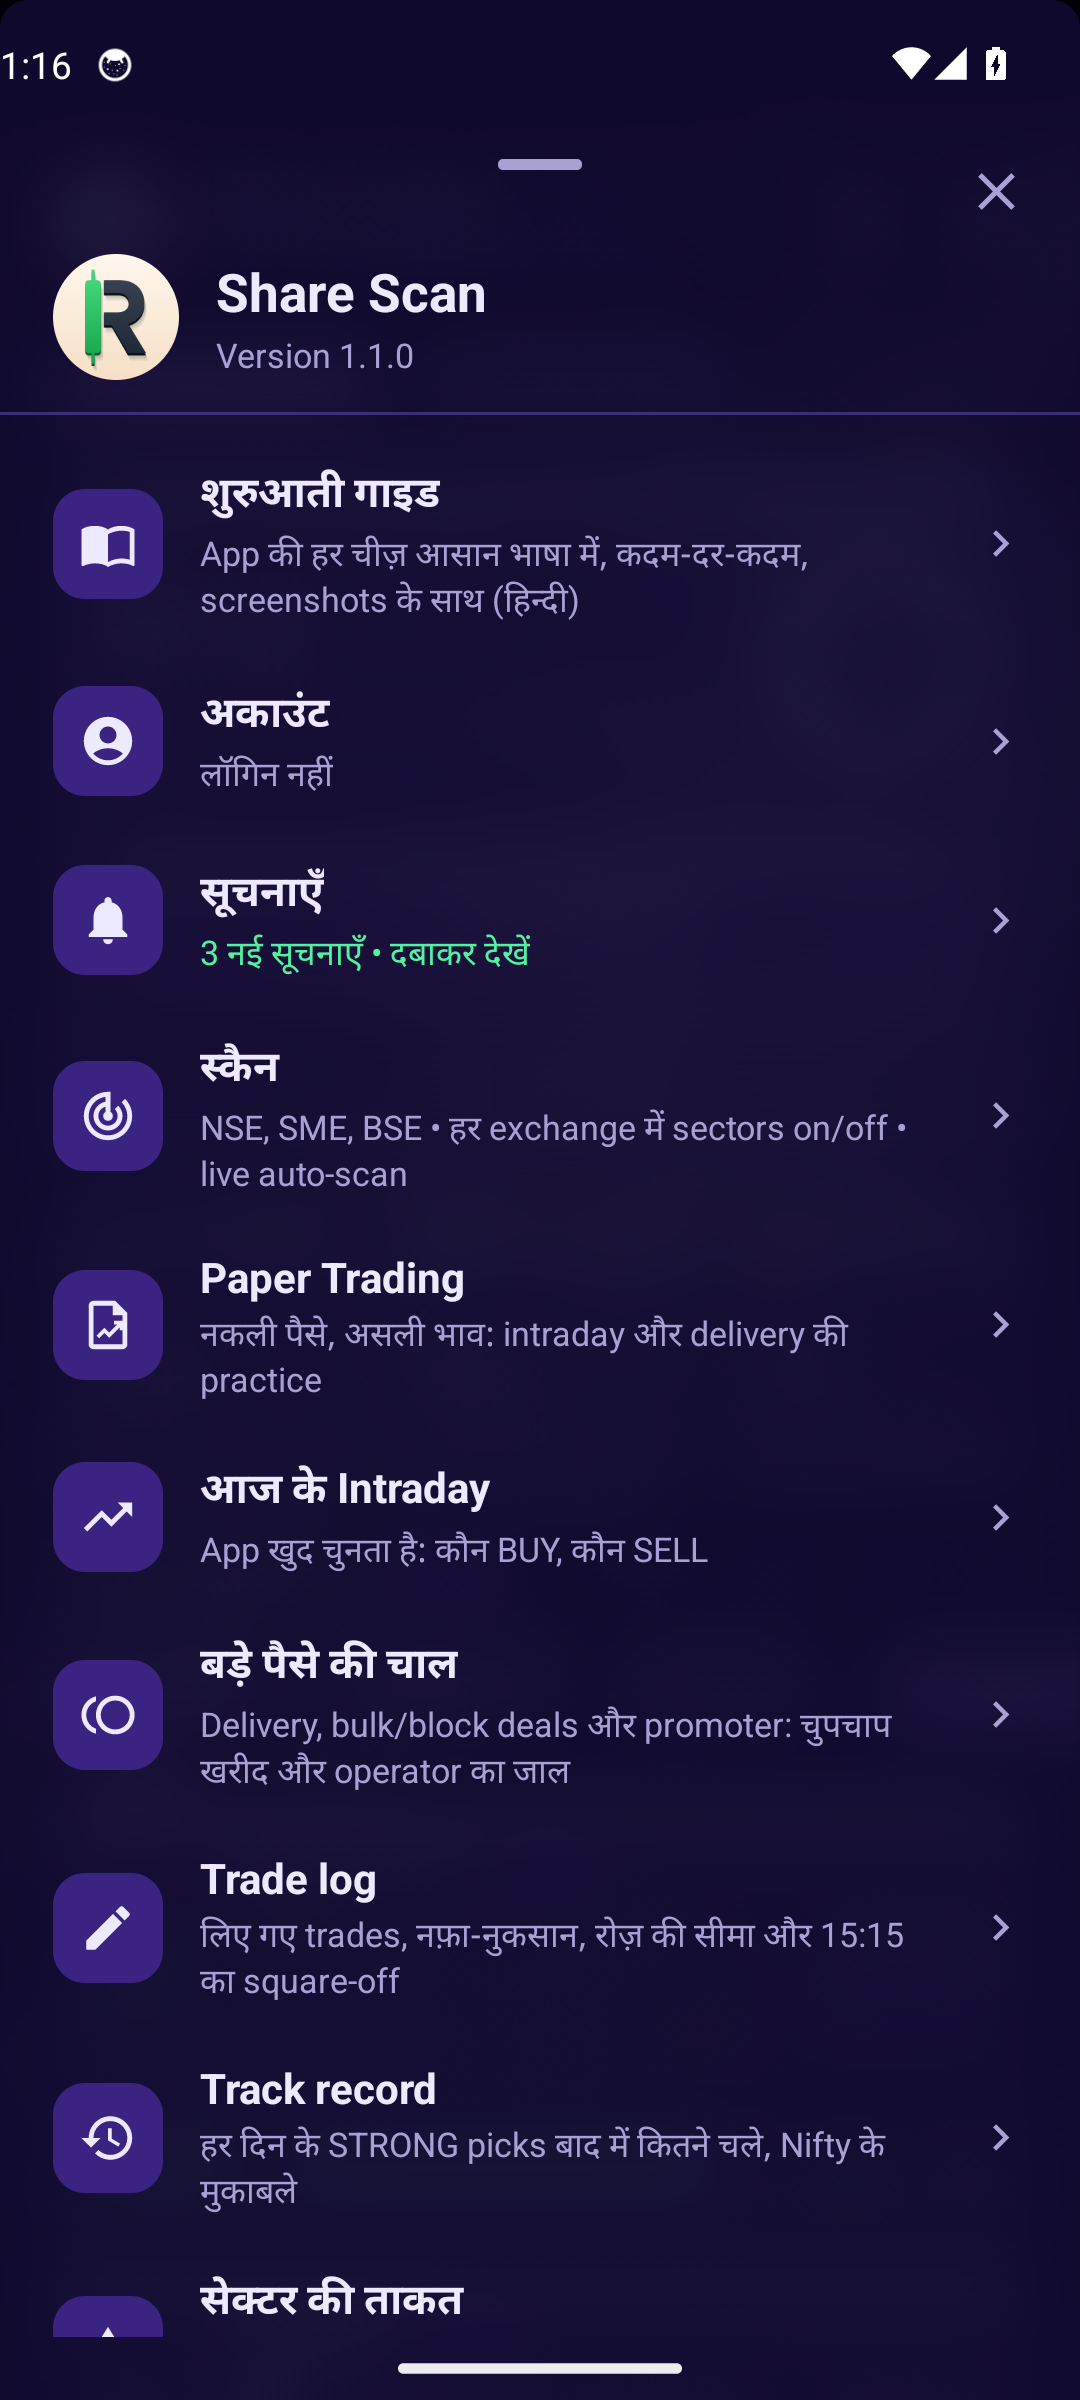 1:16
Share Scan
Version 1.1.0
शुरुआती गाइड
App की हर चीज़ आसान भाषा में, कदम-दर-कदम,
screenshots के साथ (हिन्दी)
अकाउंट
लॉगिन नहीं
सूचनाएँ
3 नई सूचनाएँ • दबाकर देखें
स्कैन
NSE, SME, BSE • हर exchange में sectors on/off •
live auto-scan
Paper Trading
नकली पैसे, असली भाव: intraday और delivery की
practice
आज के Intraday
App खुद चुनता है: कौन BUY, कौन SELL
बड़े पैसे की चाल
Delivery, bulk/block deals और promoter: चुपचाप
खरीद और operator का जाल
Trade log
लिए गए trades, नफ़ा-नुकसान, रोज़ की सीमा और 15:15
का square-off
Track record
हर दिन के STRONG picks बाद में कितने चले, Nifty के
मुकाबले
सेक्टर की ताकत